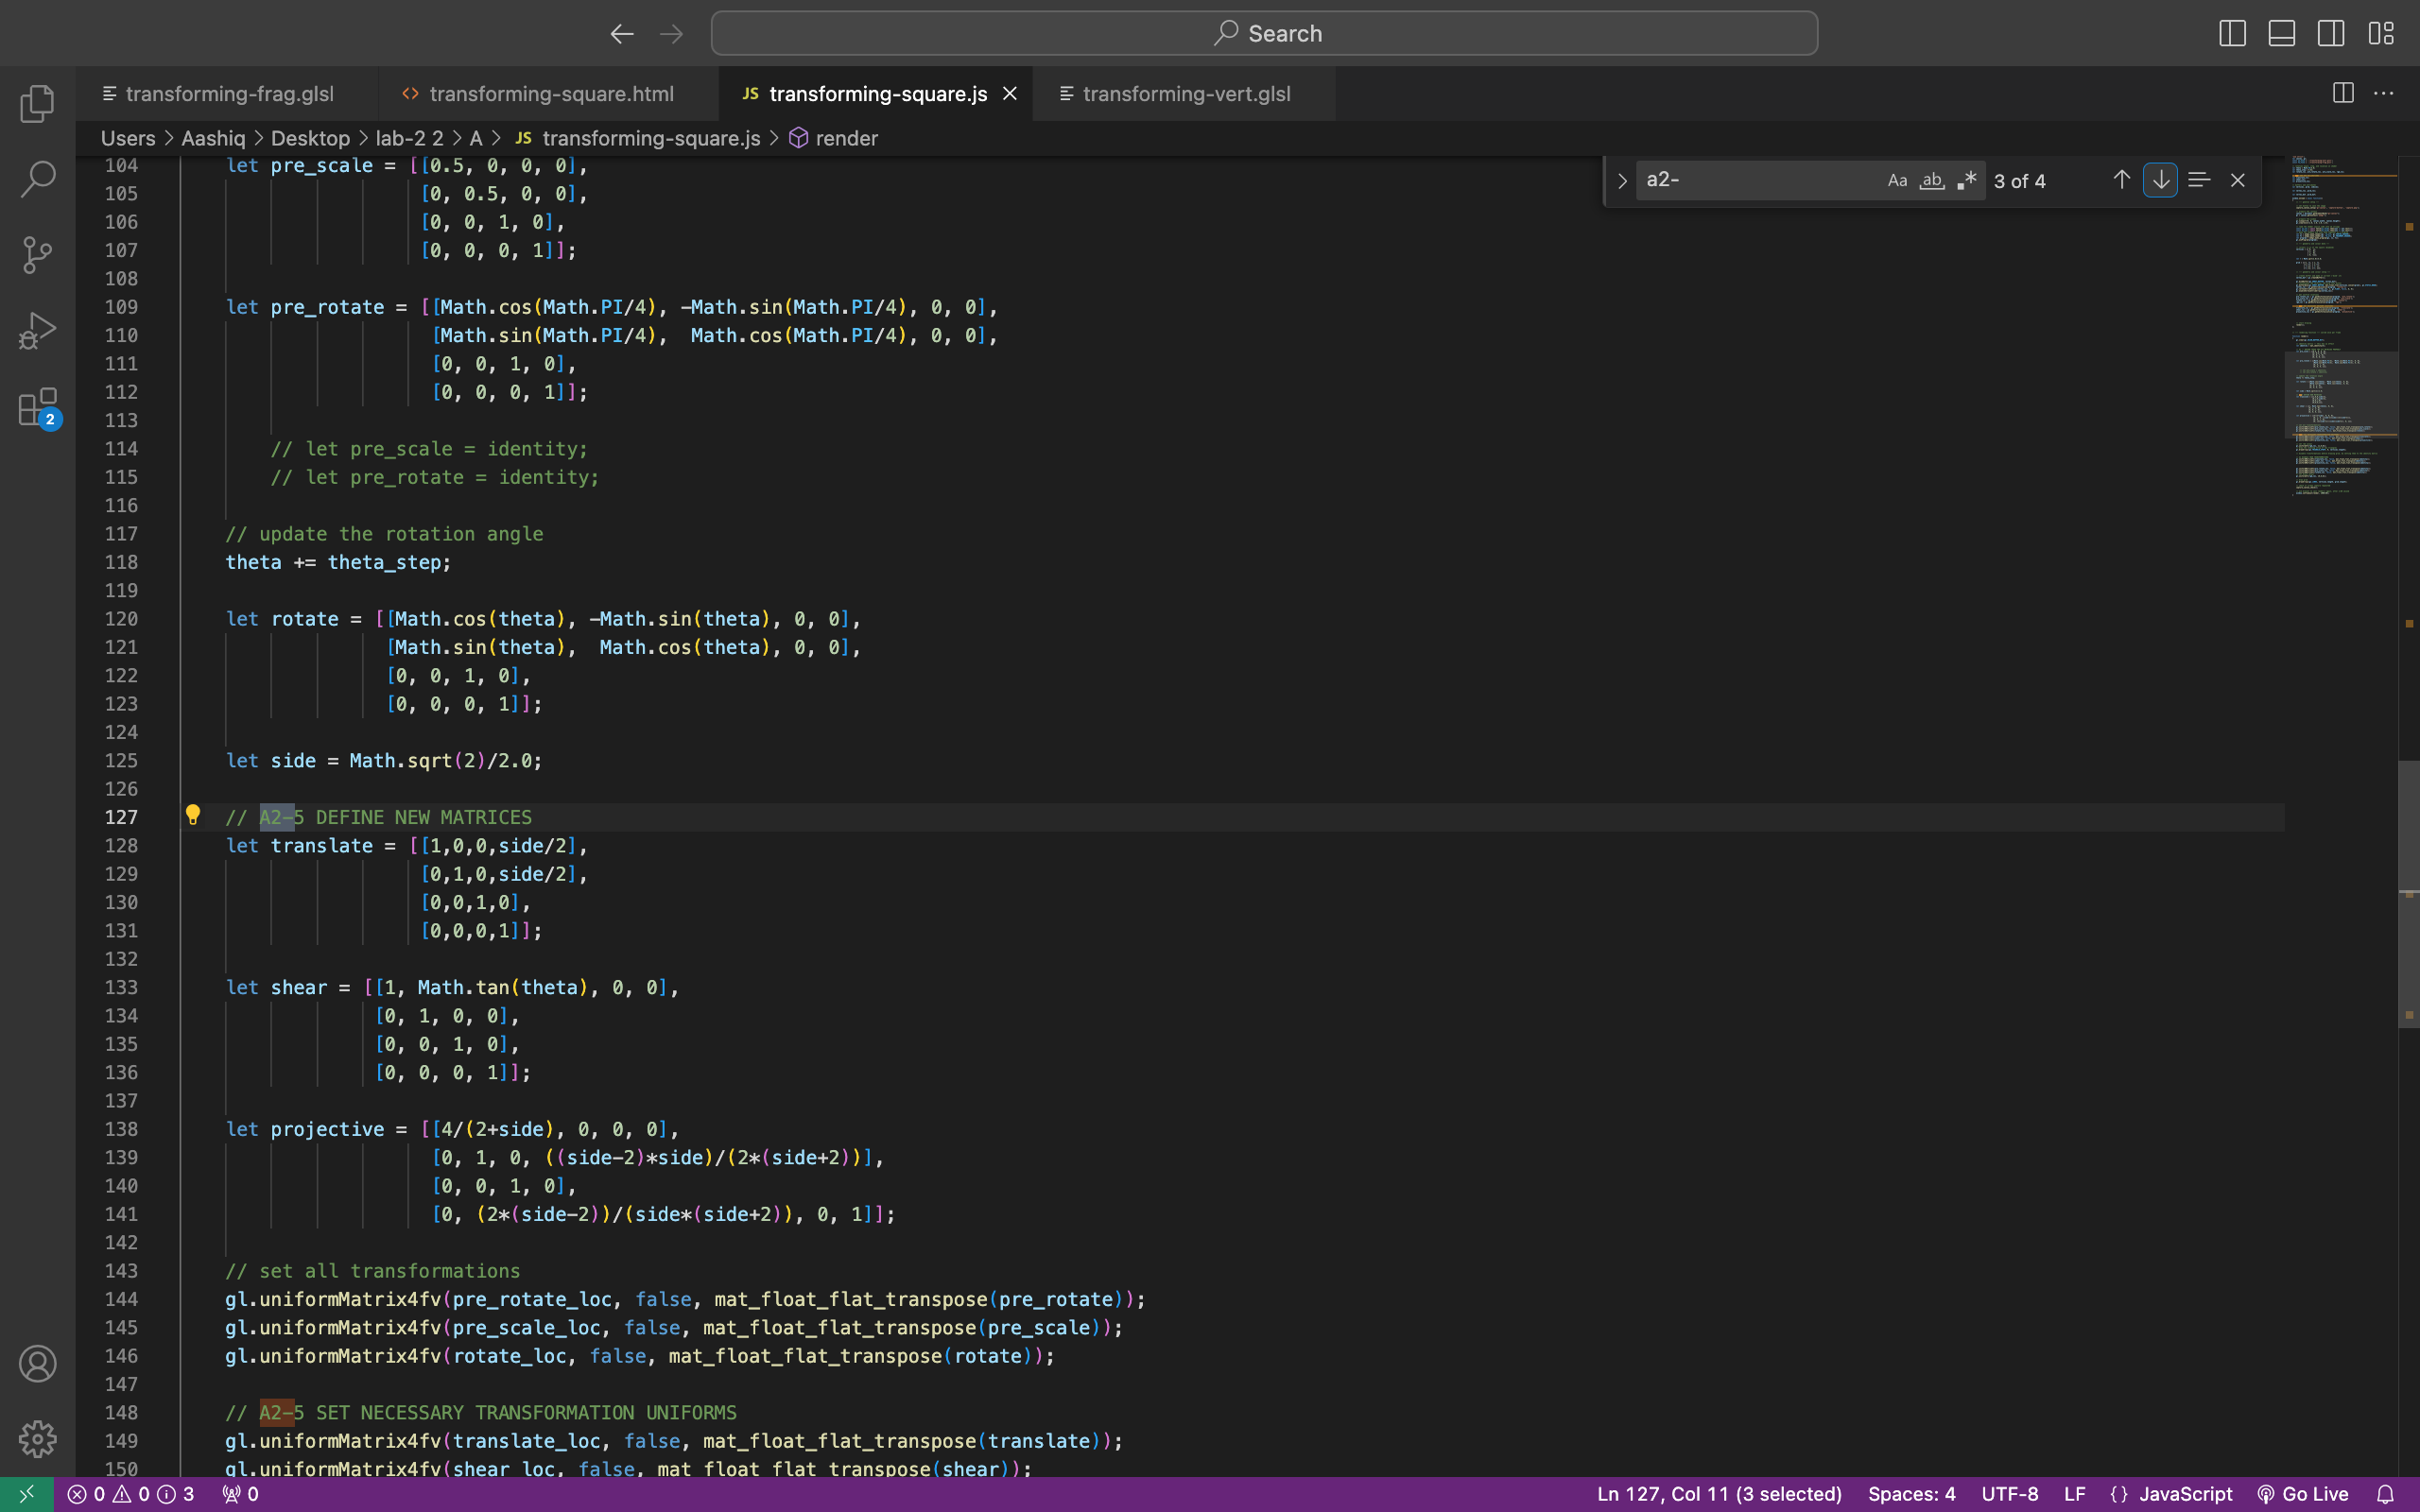 Search
transforming-frag.glsl
<> transforming-square.html
JS transforming-square.js
transforming-vert.glsl
Users > Aashiq > Desktop > lab-2 2 > A > JS transforming-square.js > render
a2-
Aa ab .* 3 of 4
104 let pre_scale = [[0.5, 0, 0, 0],
105 [0, 0.5, 0, 0],
106 [0, 0, 1, 0],
107 [0, 0, 0, 1]];
108
109 let pre_rotate = [[Math.cos(Math.PI/4), -Math.sin(Math.PI/4), 0, 0],
110 [Math.sin(Math.PI/4),  Math.cos(Math.PI/4), 0, 0],
111 [0, 0, 1, 0],
112 [0, 0, 0, 1]];
113
114 // let pre_scale = identity;
115 // let pre_rotate = identity;
116
117 // update the rotation angle
118 theta += theta_step;
119
120 let rotate = [[Math.cos(theta), -Math.sin(theta), 0, 0],
121 [Math.sin(theta),  Math.cos(theta), 0, 0],
122 [0, 0, 1, 0],
123 [0, 0, 0, 1]];
124
125 let side = Math.sqrt(2)/2.0;
126
127 // A2-5 DEFINE NEW MATRICES
128 let translate = [[1,0,0,side/2],
129 [0,1,0,side/2],
130 [0,0,1,0],
131 [0,0,0,1]];
132
133 let shear = [[1, Math.tan(theta), 0, 0],
134 [0, 1, 0, 0],
135 [0, 0, 1, 0],
136 [0, 0, 0, 1]];
137
138 let projective = [[4/(2+side), 0, 0, 0],
139 [0, 1, 0, ((side-2)*side)/(2*(side+2))],
140 [0, 0, 1, 0],
141 [0, (2*(side-2))/(side*(side+2)), 0, 1]];
142
143 // set all transformations
144 gl.uniformMatrix4fv(pre_rotate_loc, false, mat_float_flat_transpose(pre_rotate));
145 gl.uniformMatrix4fv(pre_scale_loc, false, mat_float_flat_transpose(pre_scale));
146 gl.uniformMatrix4fv(rotate_loc, false, mat_float_flat_transpose(rotate));
147
148 // A2-5 SET NECESSARY TRANSFORMATION UNIFORMS
149 gl.uniformMatrix4fv(translate_loc, false, mat_float_flat_transpose(translate));
150 gl.uniformMatrix4fv(shear_loc, false, mat_float_flat_transpose(shear));
2
0 0 3 0
Ln 127, Col 11 (3 selected) Spaces: 4 UTF-8 LF {} JavaScript Go Live